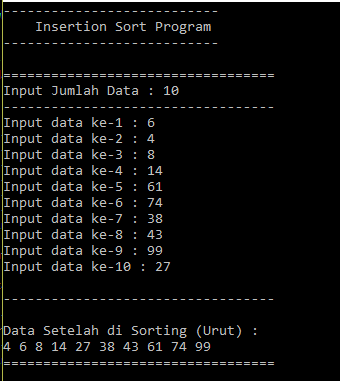 ---------------------------
Insertion Sort Program
---------------------------
==================================
Input Jumlah Data : 10
----------------------------------
Input data ke-1 : 6
Input data ke-2 : 4
Input data ke-3 : 8
Input data ke-4 : 14
Input data ke-5 : 61
Input data ke-6 : 74
Input data ke-7 : 38
Input data ke-8 : 43
Input data ke-9 : 99
Input data ke-10 : 27
----------------------------------
Data Setelah di Sorting (Urut) :
4 6 8 14 27 38 43 61 74 99
==================================